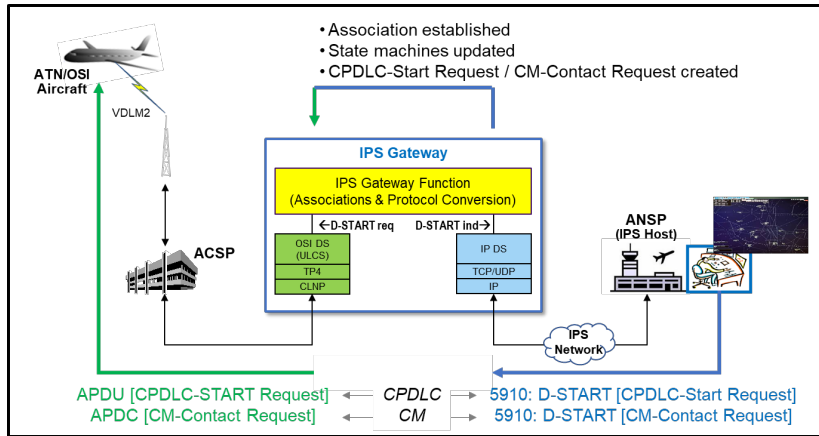 • Association established
• State machines updated
• CPDLC-Start Request / CM-Contact Request created
ATN/OSI
Aircraft
VDLM2
IPS Gateway
IPS Gateway Function
(Associations & Protocol Conversion)
←D-START req
D-START ind→
OSI DS
(ULCS)
TP4
CLNP
IP DS
TCP/UDP
IP
ACSP
ANSP
(IPS Host)
IPS
Network
APDU [CPDLC-START Request]
CPDLC
5910: D-START [CPDLC-Start Request]
APDC [CM-Contact Request]
CM
5910: D-START [CM-Contact Request]